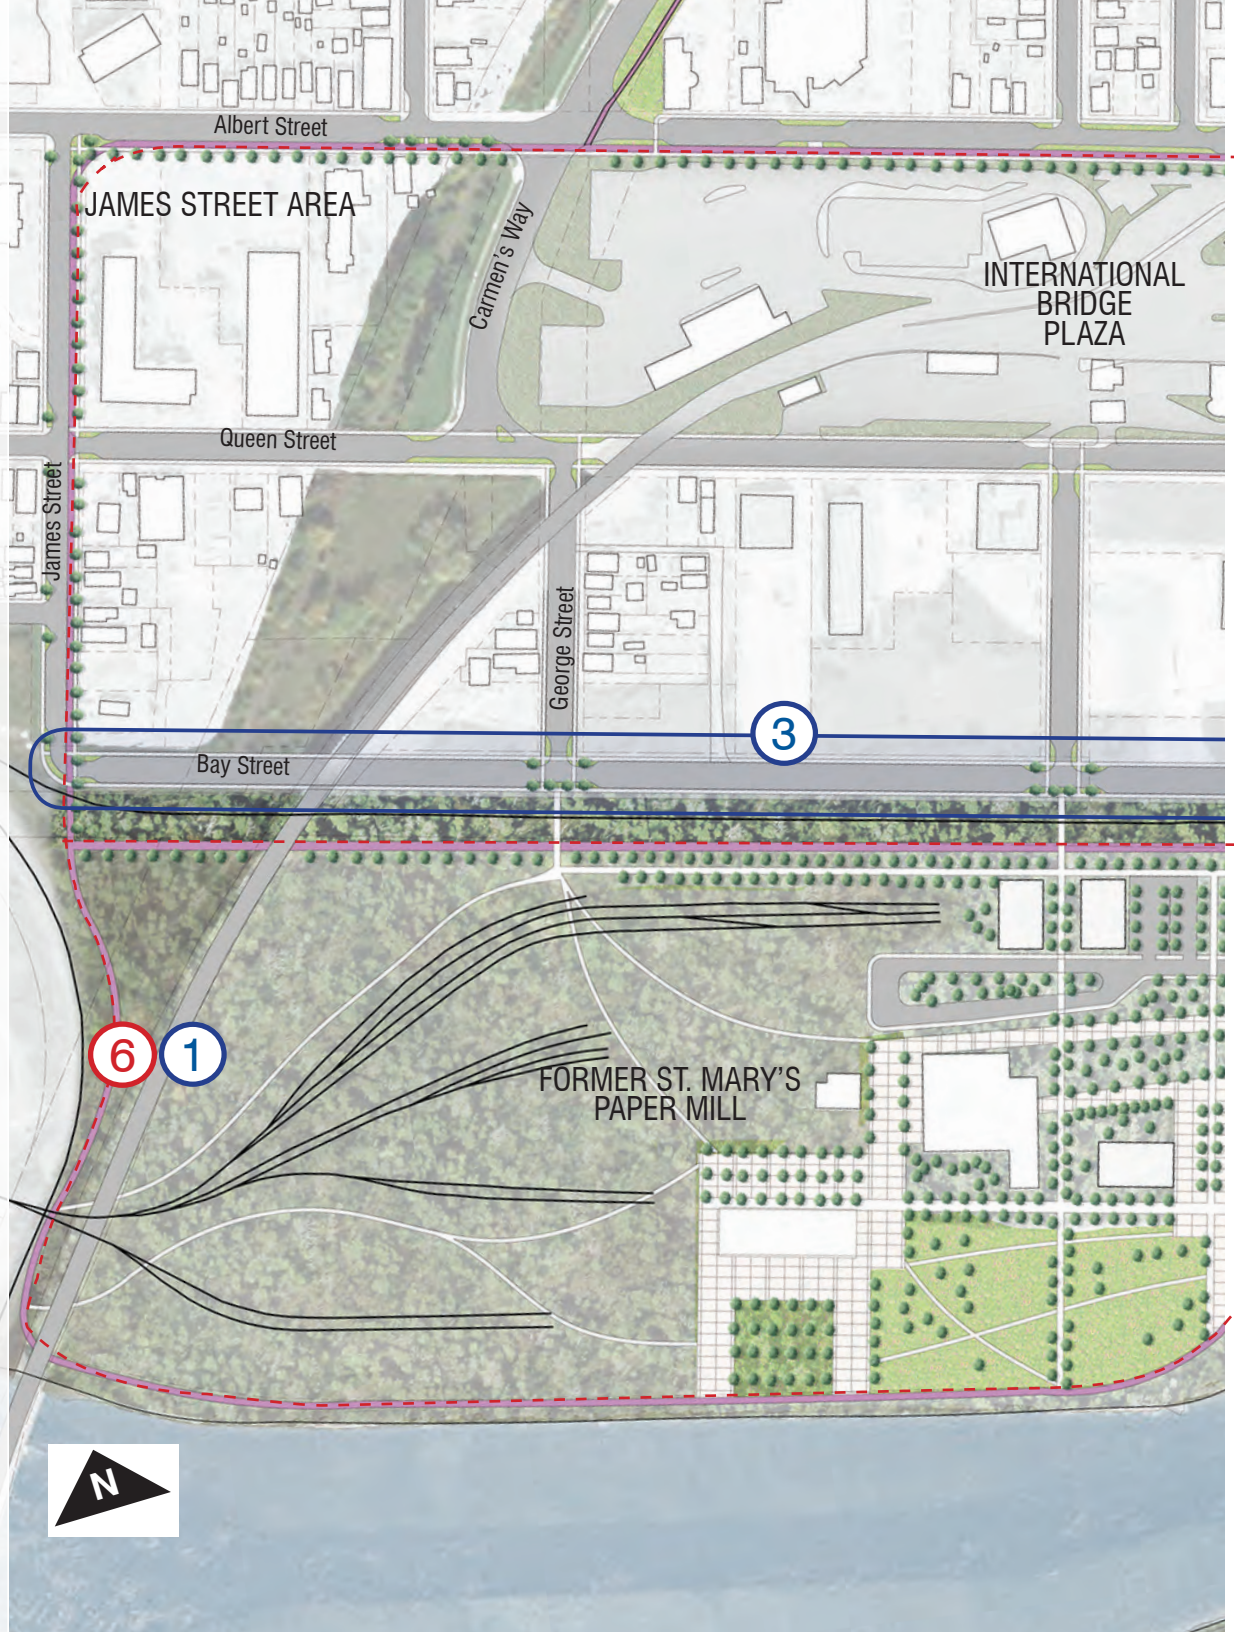 Albert Street
JAMES STREET AREA
Carmen's Way
INTERNATIONAL
BRIDGE
PLAZA
Queen Street
James Street
George Street
3
Bay Street
6
1
FORMER ST. MARY'S
PAPER MILL
N